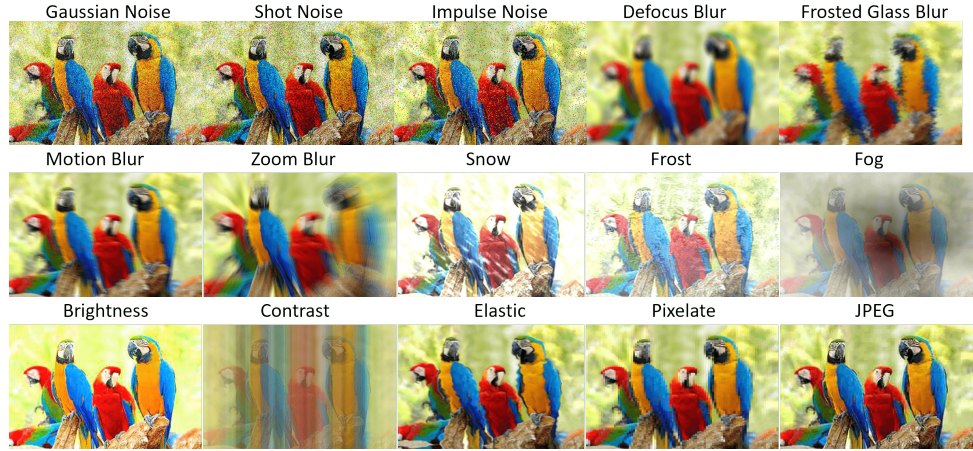 Gaussian Noise Shot Noise Impulse Noise Defocus Blur Frosted Glass Blur
Motion Blur Zoom Blur Snow Frost Fog
Brightness Contrast Elastic Pixelate JPEG